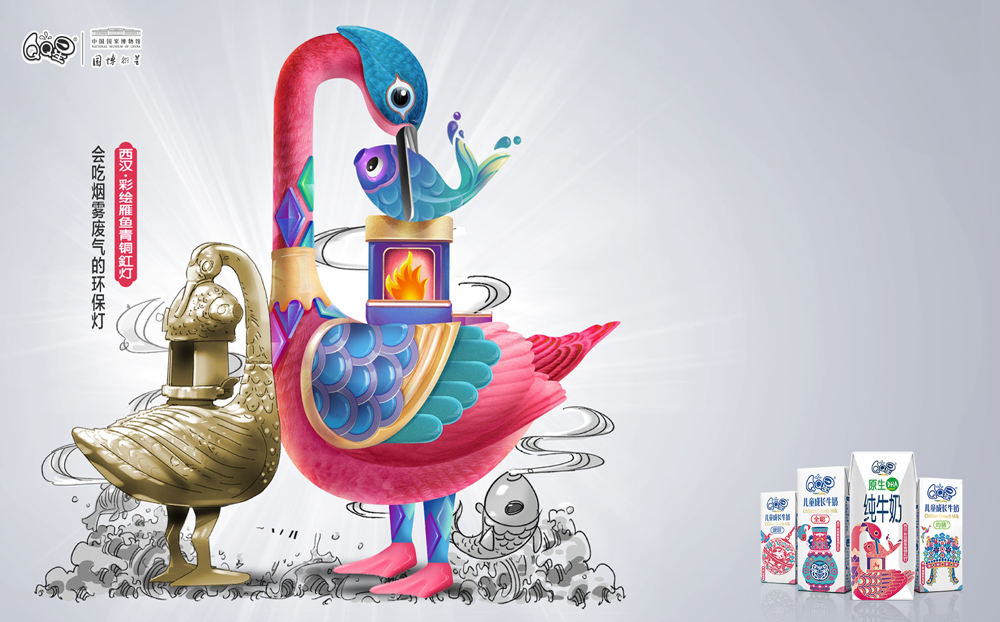 QQ星
中国国家博物馆
NATIONAL MUSEUM OF CHINA
国博衍艺
西汉·彩绘雁鱼青铜釭灯
会吃烟雾废气的环保灯
QQ星
儿童成长牛奶
Children Growth Milk
健固
QQ星
儿童成长牛奶
Children Growth Milk
全聪
QQ星
原生DHA
纯牛奶
QQ星
儿童成长牛奶
Children Growth Milk
均膳